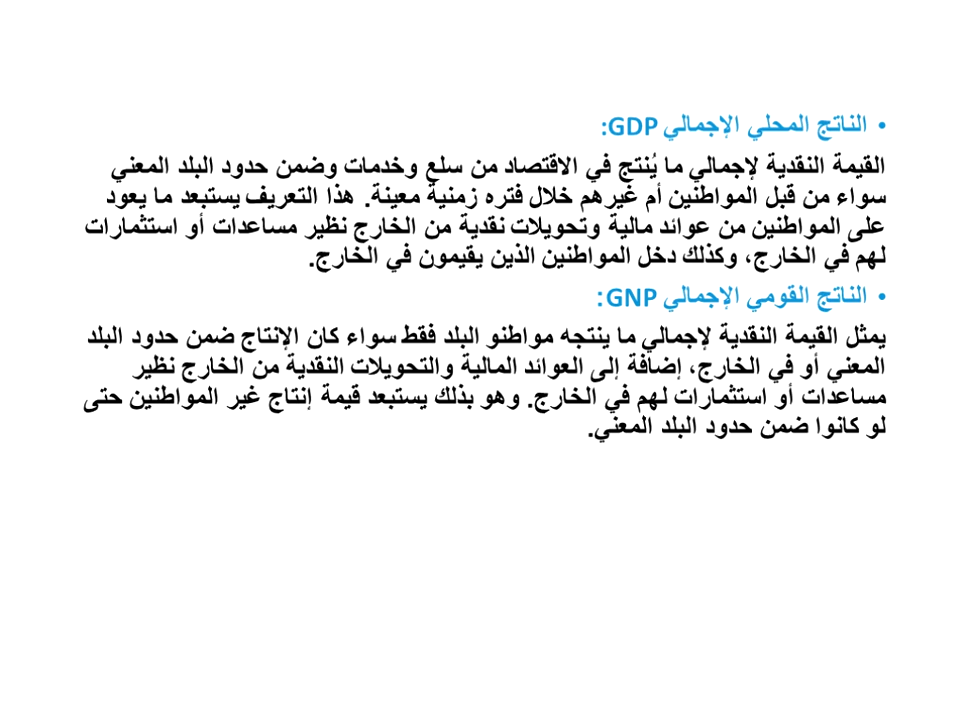 • الناتج المحلي الإجمالي GDP:
القيمة النقدية لإجمالي ما يُنتج في الاقتصاد من سلعٍ وخدمات وضمن حدود البلد المعني
سواء من قبل المواطنين أم غيرهم خلال فتره زمنية معينة. هذا التعريف يستبعد ما يعود
على المواطنين من عوائد مالية وتحويلات نقدية من الخارج نظير مساعدات أو استثمارات
لهم في الخارج، وكذلك دخل المواطنين الذين يقيمون في الخارج.
• الناتج القومي الإجمالي GNP:
يمثل القيمة النقدية لإجمالي ما ينتجه مواطنو البلد فقط سواء كان الإنتاج ضمن حدود البلد
المعني أو في الخارج، إضافة إلى العوائد المالية والتحويلات النقدية من الخارج نظير
مساعدات أو استثمارات لهم في الخارج. وهو بذلك يستبعد قيمة إنتاج غير المواطنين حتى
لو كانوا ضمن حدود البلد المعني.